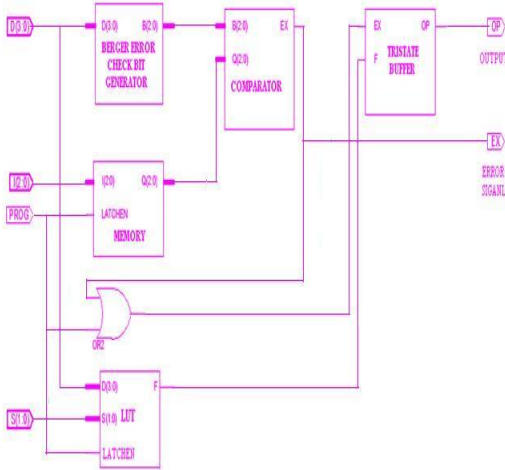 D(3:0)
D(3:0)
B(2:0)
BERGER ERROR
CHECK BIT
GENERATOR
B(2:0)
EX
Q(2:0)
COMPARATOR
EX
OP
F
TRISTATE
BUFFER
OP
OUTPUT
EX
ERROR
SIGANL
I(2:0)
I(2:0)
Q(2:0)
PROG
LATCHEN
MEMORY
OR2
D(3:0)
F
S(1:0)
S(1:0)
LUT
LATCHEN